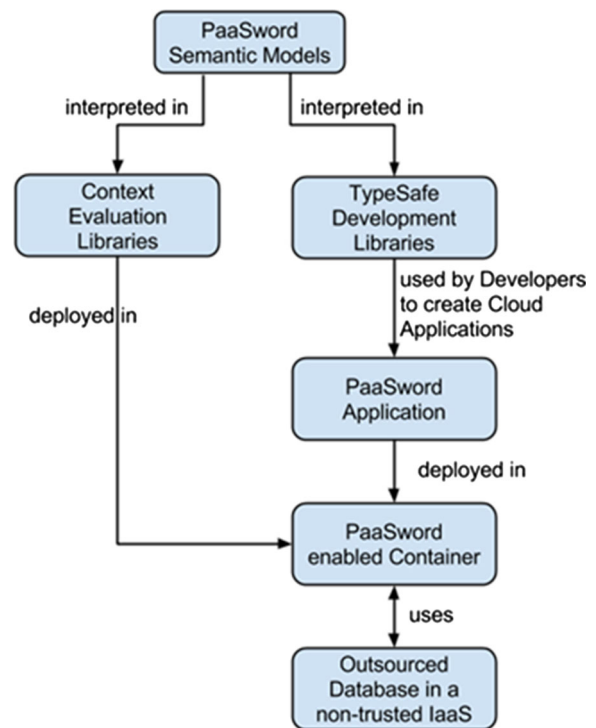 PaaSword
Semantic Models
interpreted in
interpreted in
Context
Evaluation
Libraries
TypeSafe
Development
Libraries
used by Developers
to create Cloud
Applications
deployed in
PaaSword
Application
deployed in
PaaSword
enabled Container
uses
Outsourced
Database in a
non-trusted IaaS